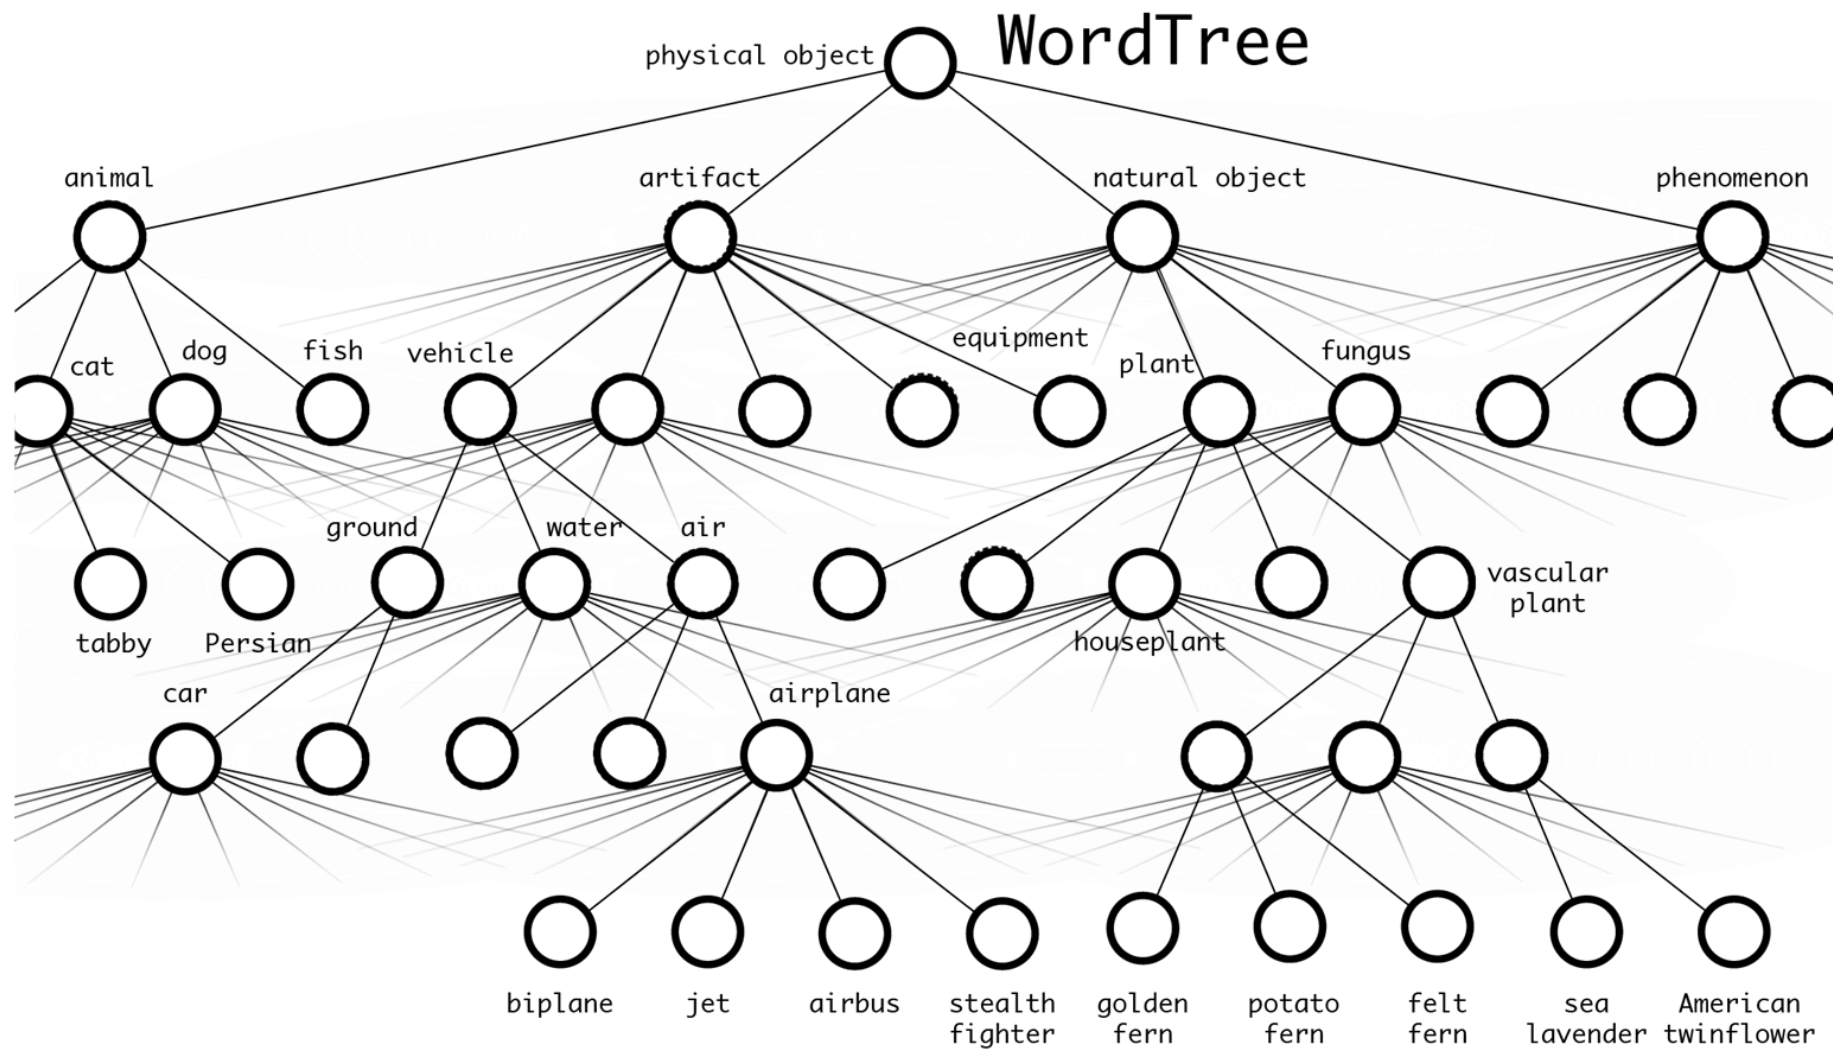 WordTree
physical object
animal
artifact
natural object
phenomenon
equipment
cat
dog
fish
vehicle
plant
fungus
ground
water
air
vascular
plant
tabby
Persian
houseplant
car
airplane
biplane
jet
airbus
stealth
fighter
golden
fern
potato
fern
felt
fern
sea
lavender
American
twinflower